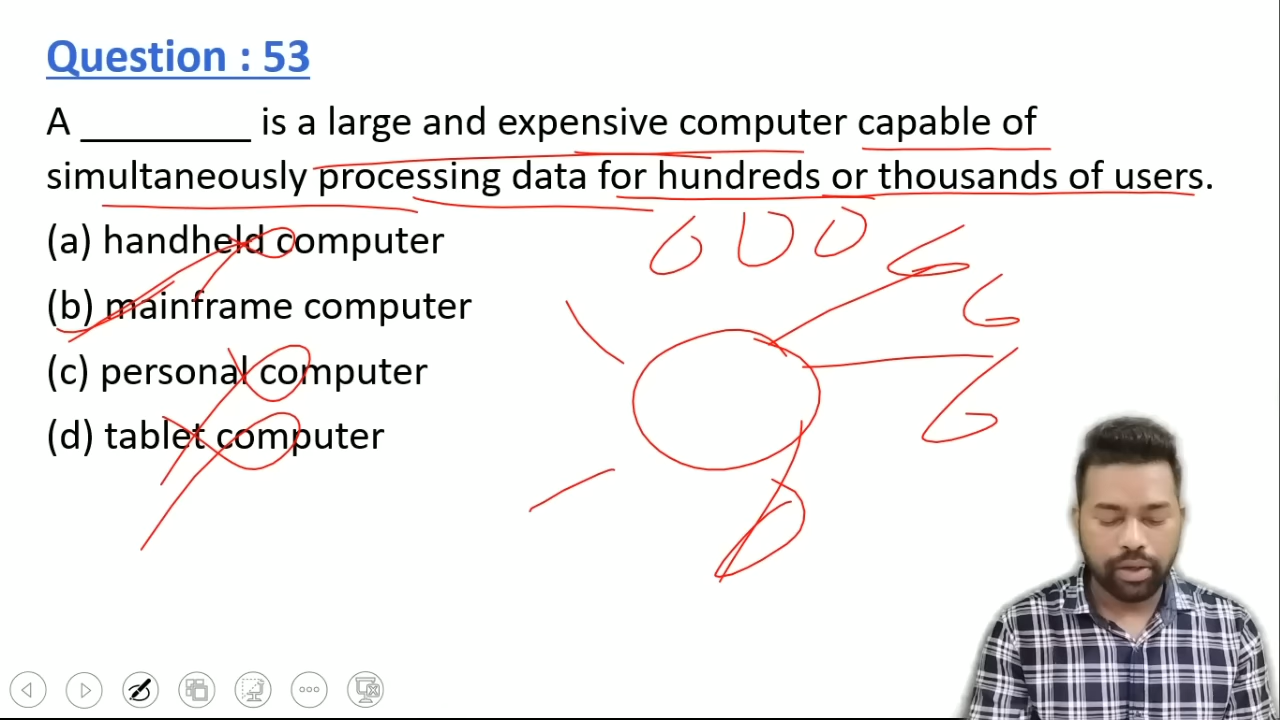 Question : 53
A _________ is a large and expensive computer capable of
simultaneously processing data for hundreds or thousands of users.
(a) handheld computer
(b) mainframe computer
(c) personal computer
(d) tablet computer